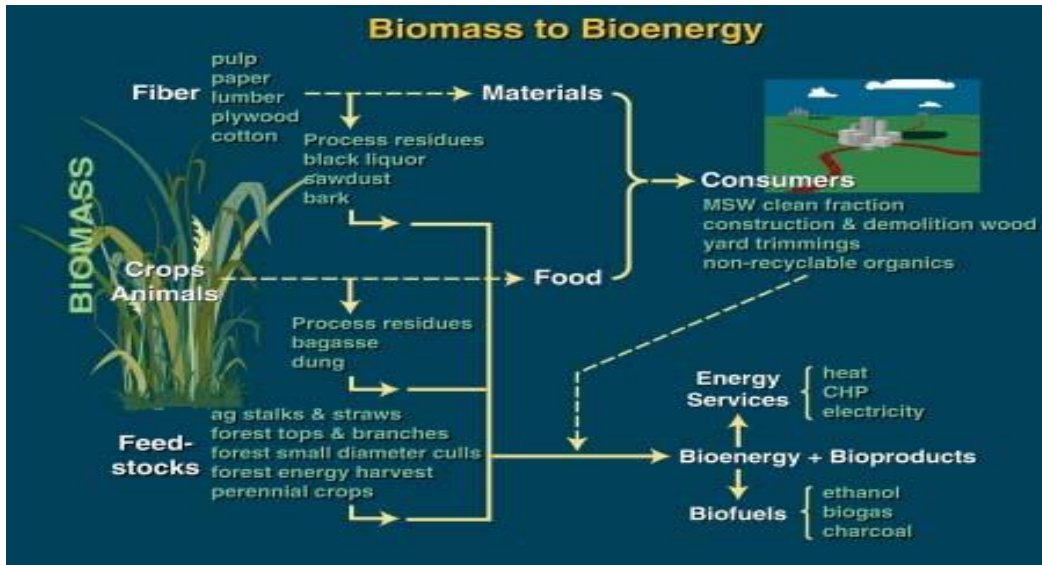 Biomass to Bioenergy
BIOMASS
Fiber
pulp
paper
lumber
plywood
cotton
Materials
Process residues
black liquor
sawdust
bark
Consumers
MSW clean fraction
construction & demolition wood
yard trimmings
non-recyclable organics
Crops
Animals
Food
Process residues
bagasse
dung
Feed-
stocks
ag stalks & straws
forest tops & branches
forest small diameter culls
forest energy harvest
perennial crops
Energy
Services
heat
CHP
electricity
Bioenergy + Bioproducts
Biofuels
ethanol
biogas
charcoal